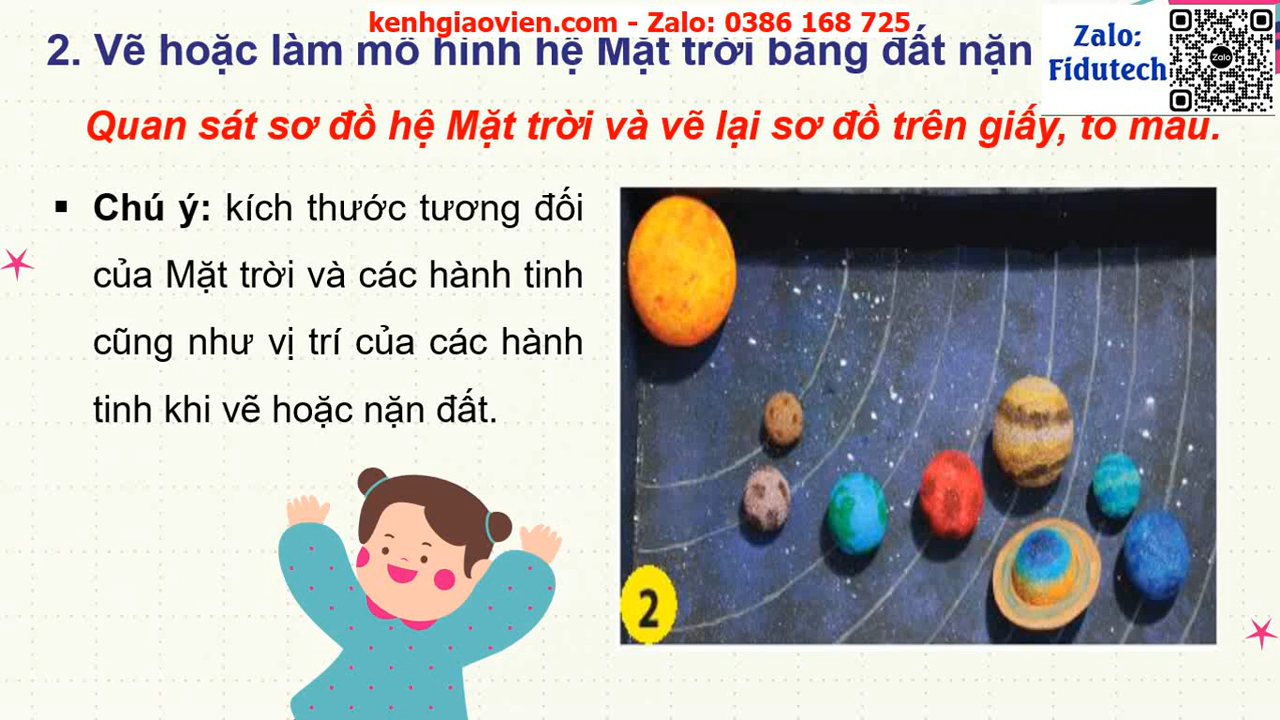 kenhgiaovien.com - Zalo: 0386 168 725
2. Vẽ hoặc làm mô hình hệ Mặt trời bằng đất nặn
Zalo:
Fidutech
Zalo
Quan sát sơ đồ hệ Mặt trời và vẽ lại sơ đồ trên giấy, tô màu.
Chú ý: kích thước tương đối
của Mặt trời và các hành tinh
cũng như vị trí của các hành
tinh khi vẽ hoặc nặn đất.
2